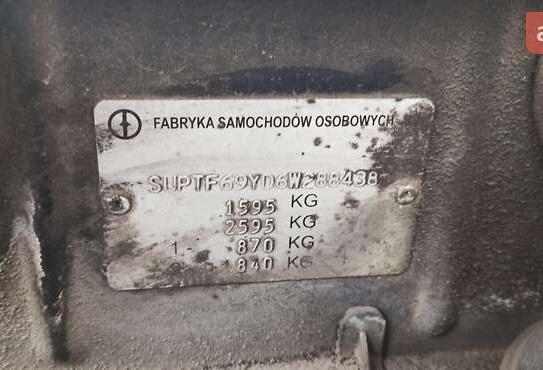 FABRYKA SAMOCHODÓW OSOBOWYCH
SUPTF69YD6W288438
1595 KG
2595 KG
1- 870 KG
840 KG